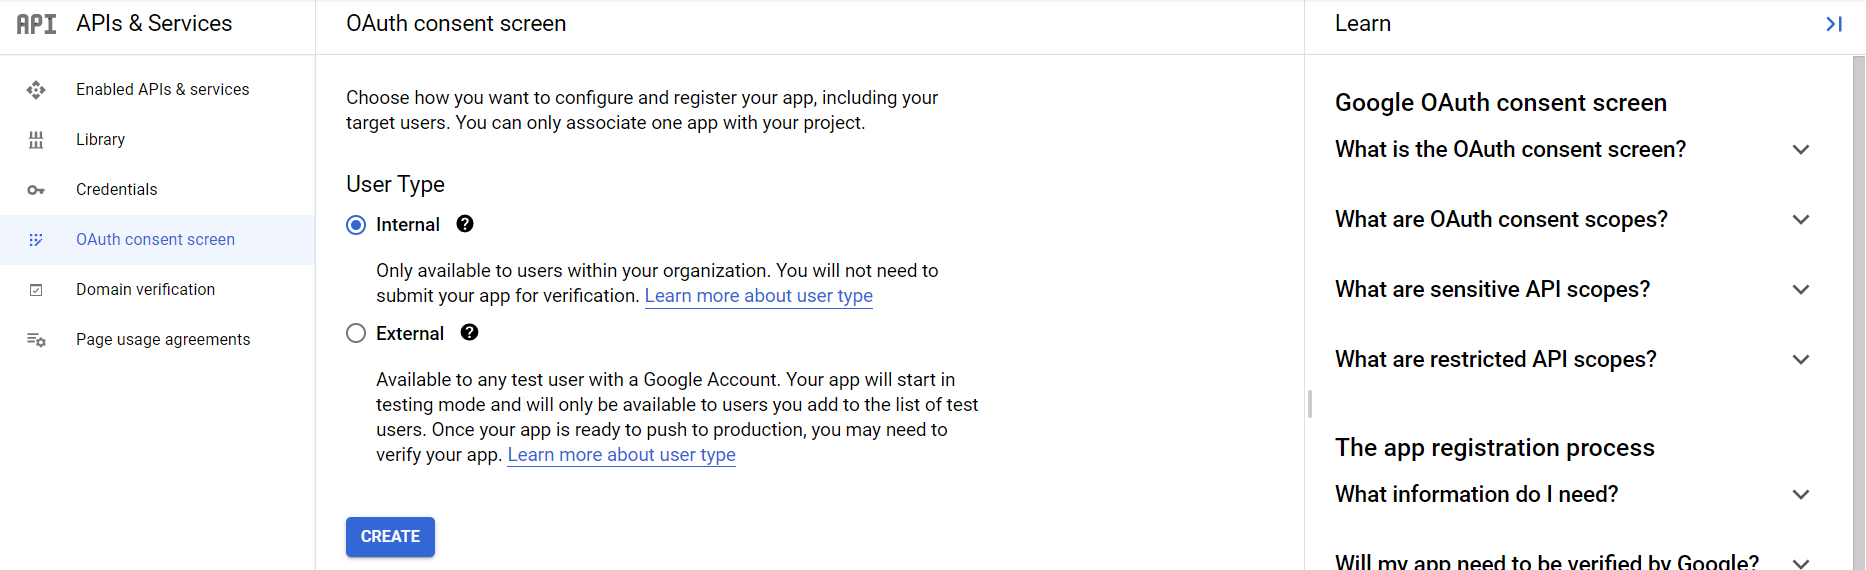 API APIs & Services
Enabled APIs & services
Library
Credentials
OAuth consent screen
Domain verification
Page usage agreements
OAuth consent screen
Choose how you want to configure and register your app, including your
target users. You can only associate one app with your project.
User Type
Internal
Only available to users within your organization. You will not need to
submit your app for verification. Learn more about user type
External
Available to any test user with a Google Account. Your app will start in
testing mode and will only be available to users you add to the list of test
users. Once your app is ready to push to production, you may need to
verify your app. Learn more about user type
CREATE
Learn
Google OAuth consent screen
What is the OAuth consent screen?
What are OAuth consent scopes?
What are sensitive API scopes?
What are restricted API scopes?
The app registration process
What information do I need?
Will my app need to be verified by Google?